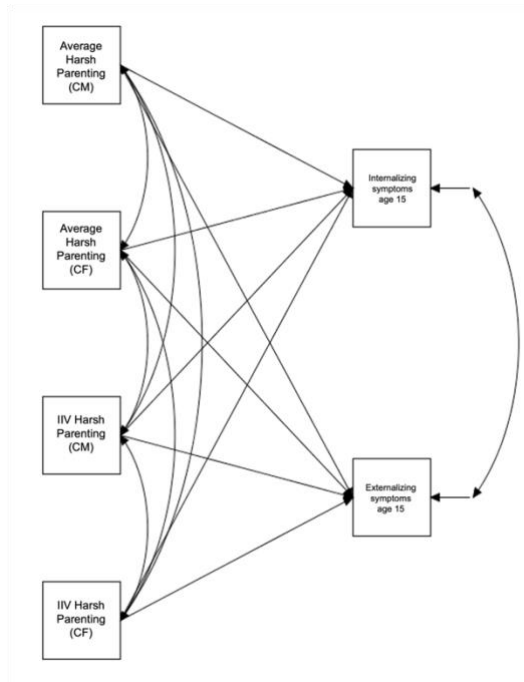 Average
Harsh
Parenting
(CM)
Internalizing
symptoms
age 15
Average
Harsh
Parenting
(CF)
IIV Harsh
Parenting
(CM)
Externalizing
symptoms
age 15
IIV Harsh
Parenting
(CF)